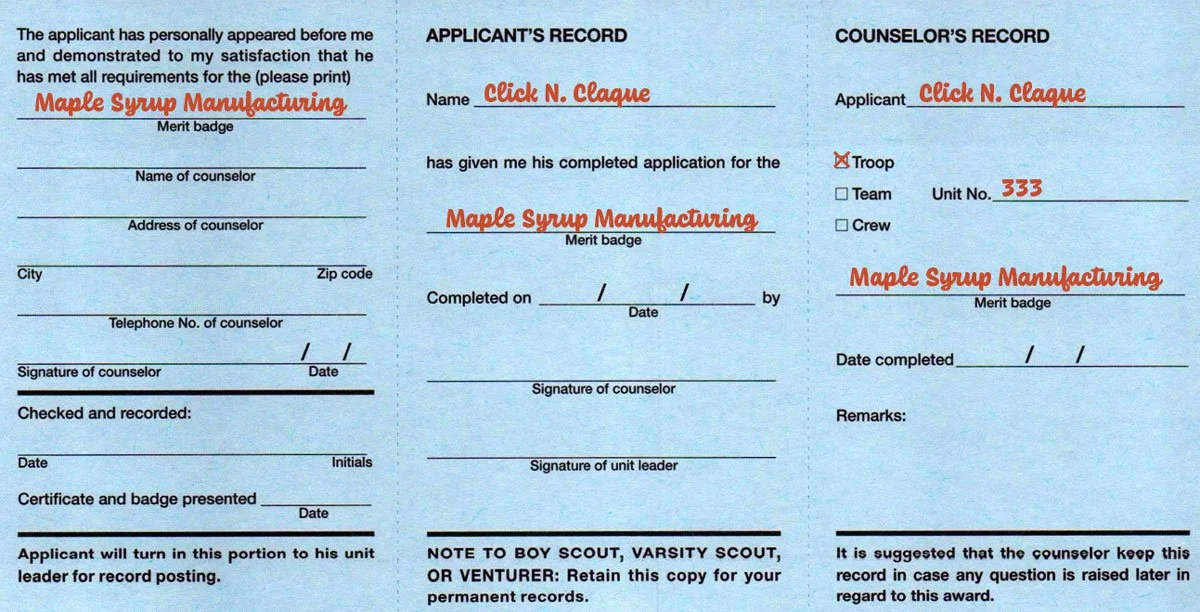 The applicant has personally appeared before me
and demonstrated to my satisfaction that he
has met all requirements for the (please print)
Maple Syrup Manufacturing
Merit badge
Name of counselor
Address of counselor
City Zip code
Telephone No. of counselor
/ /
Signature of counselor Date
Checked and recorded:
Date Initials
Certificate and badge presented
Date
Applicant will turn in this portion to his unit
leader for record posting.
APPLICANT'S RECORD
Name Click N. Claque
has given me his completed application for the
Maple Syrup Manufacturing
Merit badge
Completed on / / by
Date
Signature of counselor
Signature of unit leader
NOTE TO BOY SCOUT, VARSITY SCOUT,
OR VENTURER: Retain this copy for your
permanent records.
COUNSELOR'S RECORD
Applicant Click N. Claque
☒ Troop
☐ Team Unit No. 333
☐ Crew
Maple Syrup Manufacturing
Merit badge
Date completed / /
Remarks:
It is suggested that the counselor keep this
record in case any question is raised later in
regard to this award.